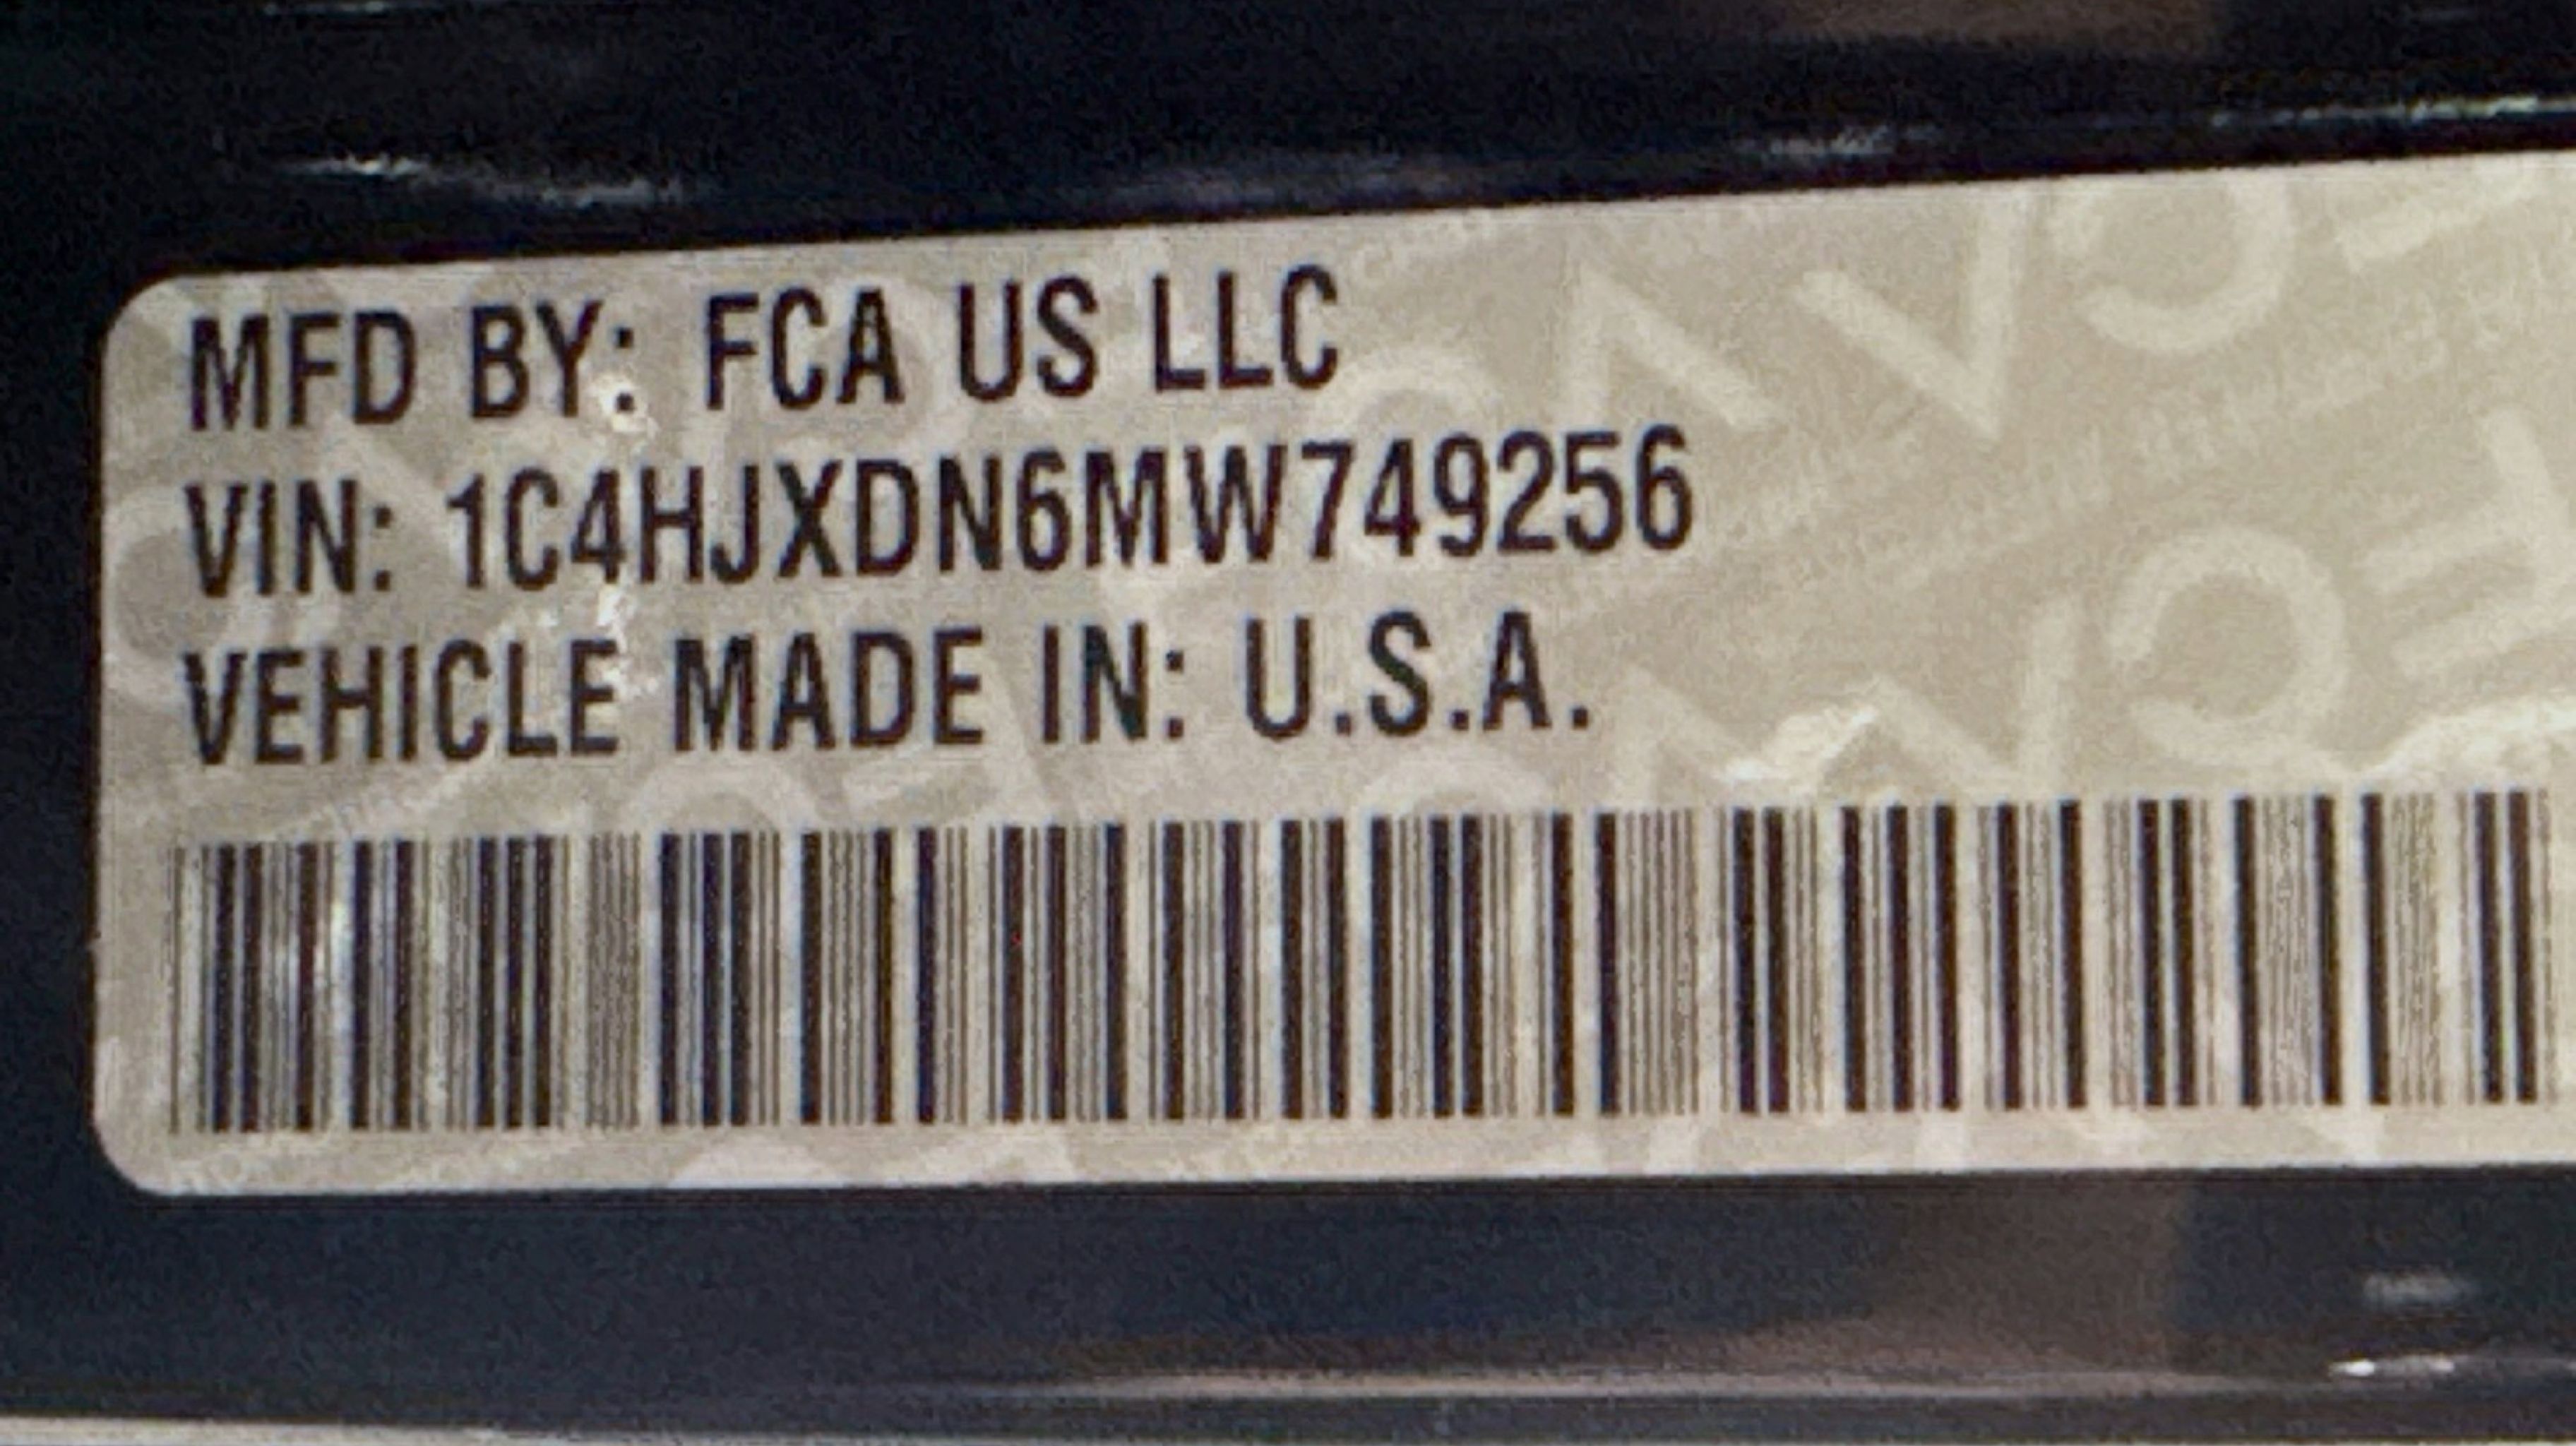 MFD BY: FCA US LLC
VIN: 1C4HJXDN6MW749256
VEHICLE MADE IN: U.S.A.